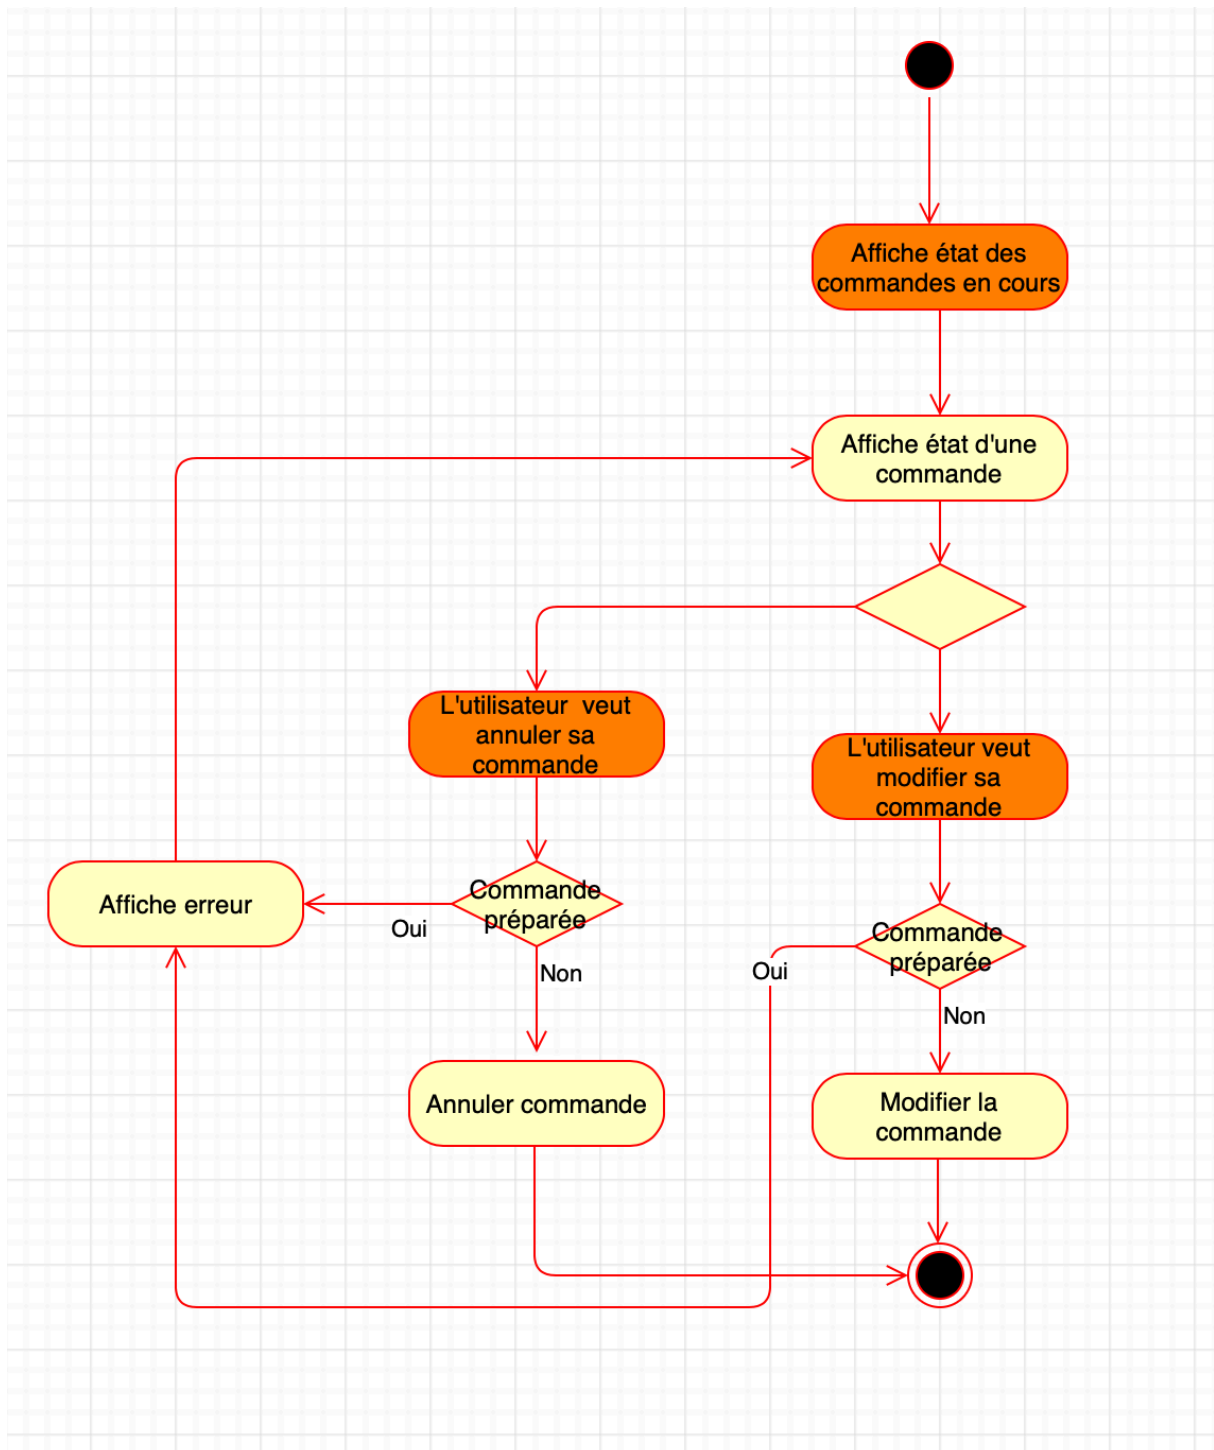 Affiche état des
commandes en cours
Affiche état d'une
commande
L'utilisateur  veut
annuler sa
commande
L'utilisateur veut
modifier sa
commande
Affiche erreur
Oui
Commande
préparée
Non
Oui
Commande
préparée
Non
Annuler commande
Modifier la
commande